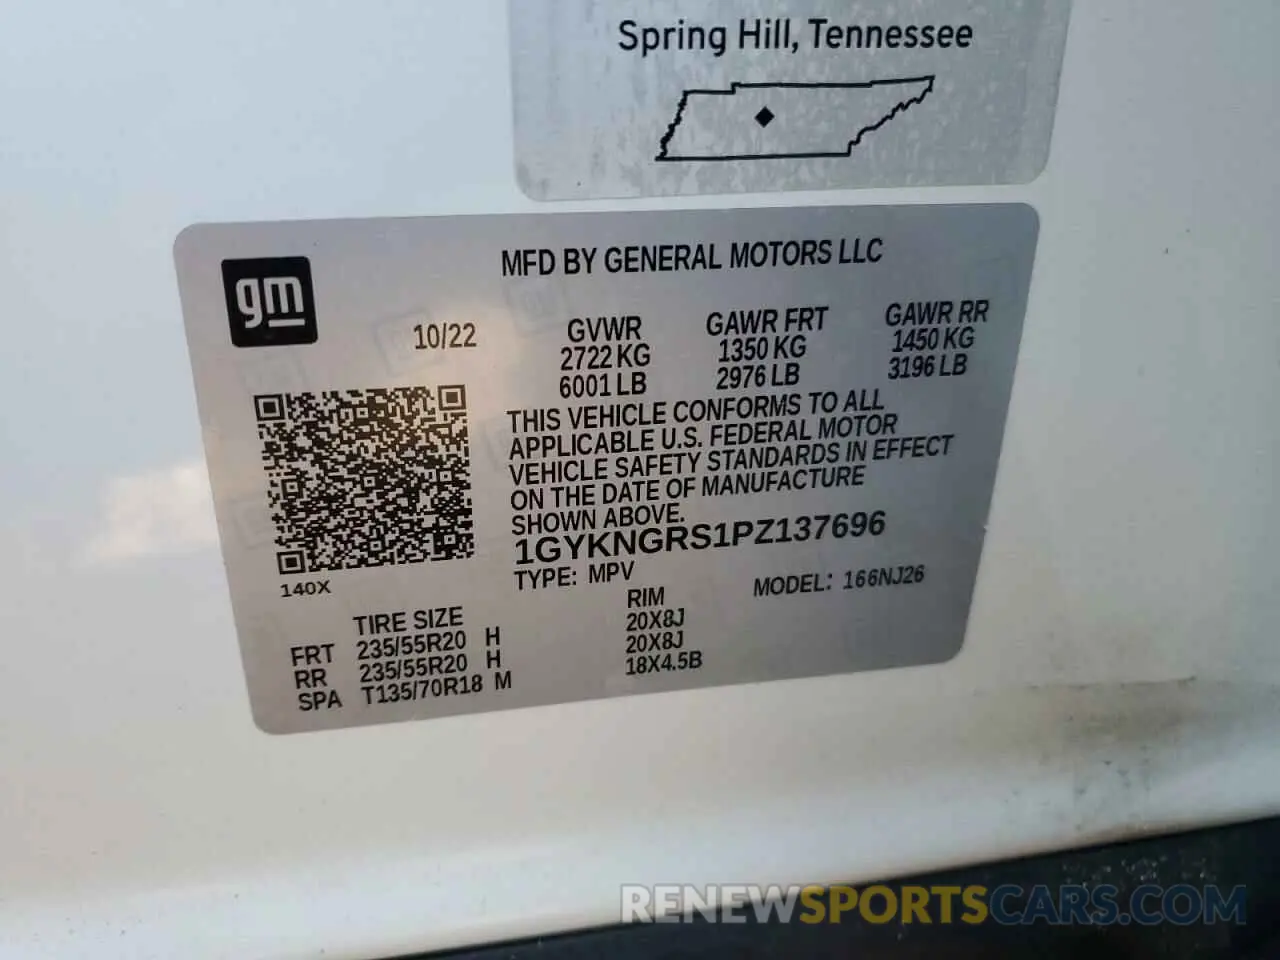 Spring Hill, Tennessee
gm
MFD BY GENERAL MOTORS LLC
10/22
GVWR
2722 KG
6001 LB
GAWR FRT
1350 KG
2976 LB
GAWR RR
1450 KG
3196 LB
THIS VEHICLE CONFORMS TO ALL
APPLICABLE U.S. FEDERAL MOTOR
VEHICLE SAFETY STANDARDS IN EFFECT
ON THE DATE OF MANUFACTURE
SHOWN ABOVE.
1GYKNGRS1PZ137696
TYPE: MPV
MODEL: 166NJ26
140X
TIRE SIZE
RIM
FRT 235/55R20 H 20X8J
RR 235/55R20 H 20X8J
SPA T135/70R18 M 18X4.5B
RENEWSPORTSCARS.COM